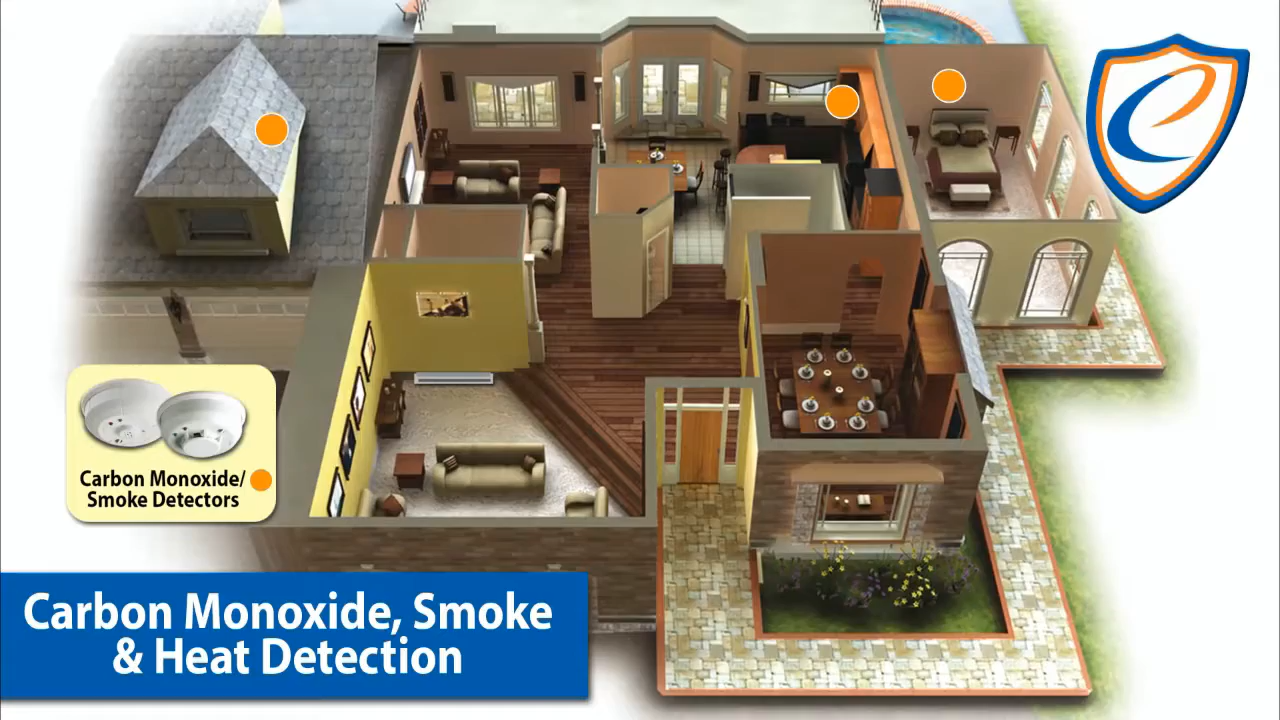 Carbon Monoxide/
Smoke Detectors
Carbon Monoxide, Smoke
& Heat Detection